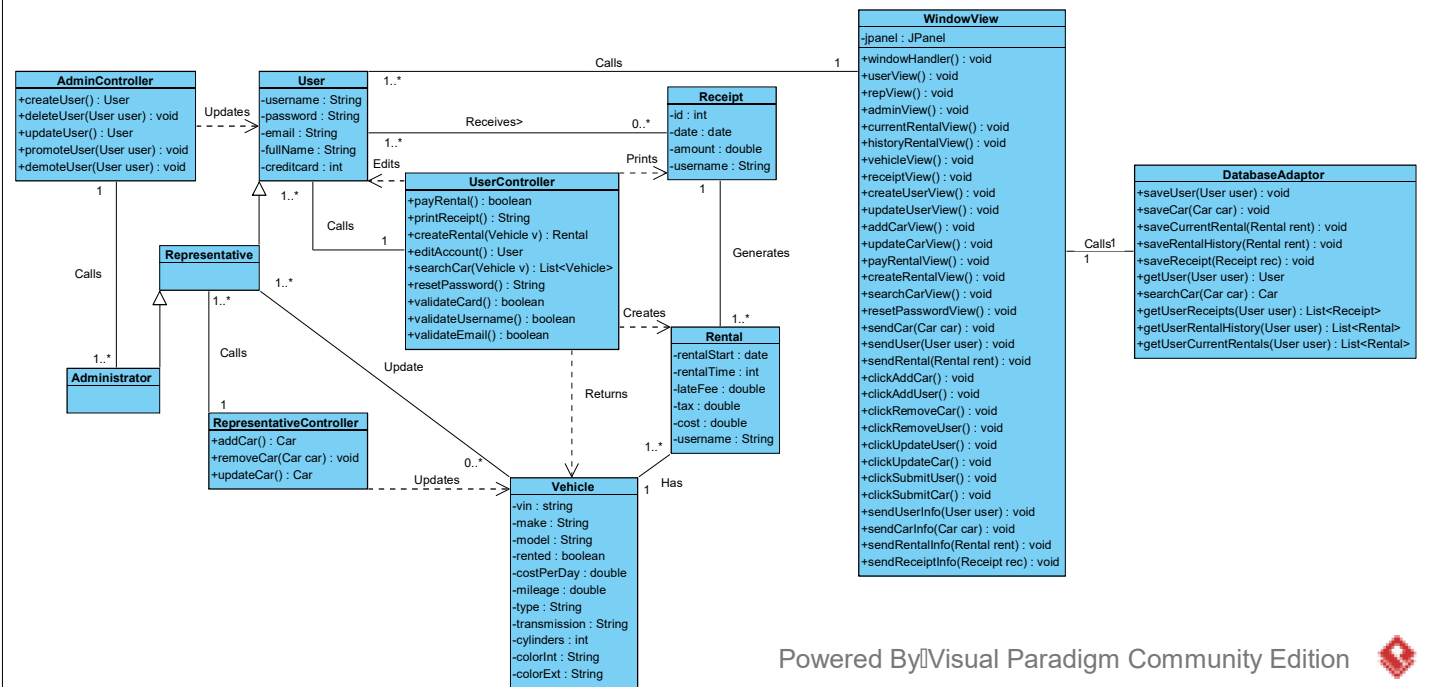 WindowView
-jpanel : JPanel
+windowHandler() : void
+userView() : void
+repView() : void
+adminView() : void
+currentRentalView() : void
+historyRentalView() : void
+vehicleView() : void
+receiptView() : void
+createUserView() : void
+updateUserView() : void
+addCarView() : void
+updateCarView() : void
+payRentalView() : void
+createRentalView() : void
+searchCarView() : void
+resetPasswordView() : void
+sendCar(Car car) : void
+sendUser(User user) : void
+sendRental(Rental rent) : void
+clickAddCar() : void
+clickAddUser() : void
+clickRemoveCar() : void
+clickRemoveUser() : void
+clickUpdateUser() : void
+clickUpdateCar() : void
+clickSubmitUser() : void
+clickSubmitCar() : void
+sendUserInfo(User user) : void
+sendCarInfo(Car car) : void
+sendRentalInfo(Rental rent) : void
+sendReceiptInfo(Receipt rec) : void
Calls
1..*
1
AdminController
+createUser() : User
+deleteUser(User user) : void
+updateUser() : User
+promoteUser(User user) : void
+demoteUser(User user) : void
Updates
User
-username : String
-password : String
-email : String
-fullName : String
-creditcard : int
Receives>
1..*
0..*
Receipt
-id : int
-date : date
-amount : double
-username : String
Edits
Prints
UserController
+payRental() : boolean
+printReceipt() : String
+createRental(Vehicle v) : Rental
+editAccount() : User
+searchCar(Vehicle v) : List<Vehicle>
+resetPassword() : String
+validateCard() : boolean
+validateUsername() : boolean
+validateEmail() : boolean
1..*
Calls
1
1
Generates
1..*
Creates
Rental
-rentalStart : date
-rentalTime : int
-lateFee : double
-tax : double
-cost : double
-username : String
DatabaseAdaptor
+saveUser(User user) : void
+saveCar(Car car) : void
+saveCurrentRental(Rental rent) : void
+saveRentalHistory(Rental rent) : void
+saveReceipt(Receipt rec) : void
+getUser(User user) : User
+searchCar(Car car) : Car
+getUserReceipts(User user) : List<Receipt>
+getUserRentalHistory(User user) : List<Rental>
+getUserCurrentRentals(User user) : List<Rental>
Calls
1
1
1
Calls
1..*
Representative
1..*
1..*
Calls
1
Update
0..*
Returns
Administrator
RepresentativeController
+addCar() : Car
+removeCar(Car car) : void
+updateCar() : Car
Updates
1..*
1
Has
Vehicle
-vin : string
-make : String
-model : String
-rented : boolean
-costPerDay : double
-mileage : double
-type : String
-transmission : String
-cylinders : int
-colorInt : String
-colorExt : String
Powered By Visual Paradigm Community Edition